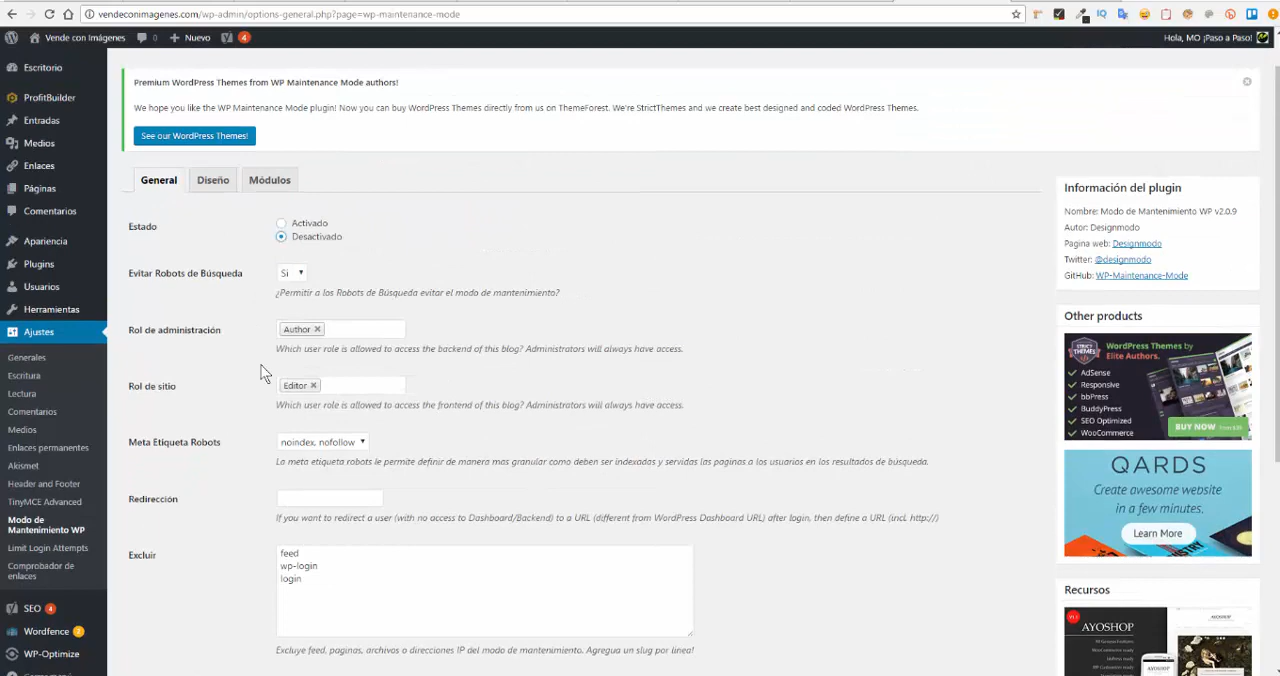 vendeconimagenes.com/wp-admin/options-general.php?page=wp-maintenance-mode
Vende con Imágenes 0 Nuevo 4 Hola, MO ¡Paso a Paso!
Escritorio
ProfitBuilder
Entradas
Medios
Enlaces
Páginas
Comentarios
Apariencia
Plugins
Usuarios
Herramientas
Ajustes
Generales
Escritura
Lectura
Comentarios
Medios
Enlaces permanentes
Akismet
Header and Footer
TinyMCE Advanced
Modo de
Mantenimiento WP
Limit Login Attempts
Comprobador de
enlaces
SEO 4
Wordfence 2
WP-Optimize
Premium WordPress Themes from WP Maintenance Mode authors!
We hope you like the WP Maintenance Mode plugin! Now you can buy WordPress Themes directly from us on ThemeForest. We're StrictThemes and we create best designed and coded WordPress Themes.
See our WordPress Themes!
General Diseño Módulos
Estado
Activado
Desactivado
Evitar Robots de Búsqueda Si
¿Permitir a los Robots de Búsqueda evitar el modo de mantenimiento?
Rol de administración Author
Which user role is allowed to access the backend of this blog? Administrators will always have access.
Rol de sitio Editor
Which user role is allowed to access the frontend of this blog? Administrators will always have access.
Meta Etiqueta Robots noindex, nofollow
La meta etiqueta robots le permite definir de manera mas granular como deben ser indexadas y servidas las paginas a los usuarios en los resultados de búsqueda.
Redirección
If you want to redirect a user (with no access to Dashboard/Backend) to a URL (different from WordPress Dashboard URL) after login, then define a URL (incl. http://)
Excluir
feed
wp-login
login
Excluye feed, paginas, archivos o direciones IP del modo de mantenimiento. Agrega un slug por linea!
Información del plugin
Nombre: Modo de Mantenimiento WP v2.0.9
Autor: Designmodo
Pagina web: Designmodo
Twitter: @designmodo
GitHub: WP-Maintenance-Mode
Other products
STRICT THEMES
WordPress Themes by
Elite Authors.
AdSense
Responsive
bbPress
BuddyPress
SEO Optimized
WooCommerce
BUY NOW
QARDS
Create awesome website
in a few minutes.
Learn More
Recursos
AYOSHOP
AYOSHOP